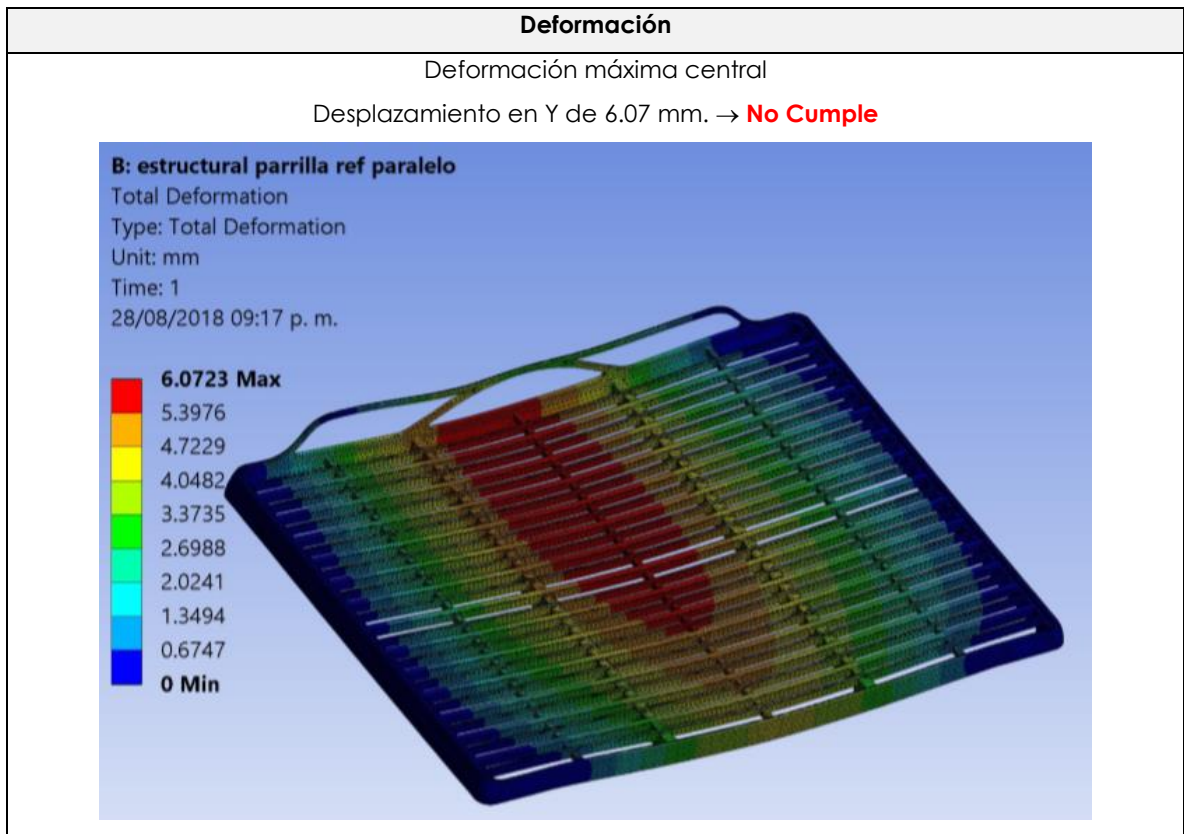 Deformación
Deformación máxima central
Desplazamiento en Y de 6.07 mm. → No Cumple
B: estructural parrilla ref paralelo
Total Deformation
Type: Total Deformation
Unit: mm
Time: 1
28/08/2018 09:17 p. m.
6.0723 Max
5.3976
4.7229
4.0482
3.3735
2.6988
2.0241
1.3494
0.6747
0 Min